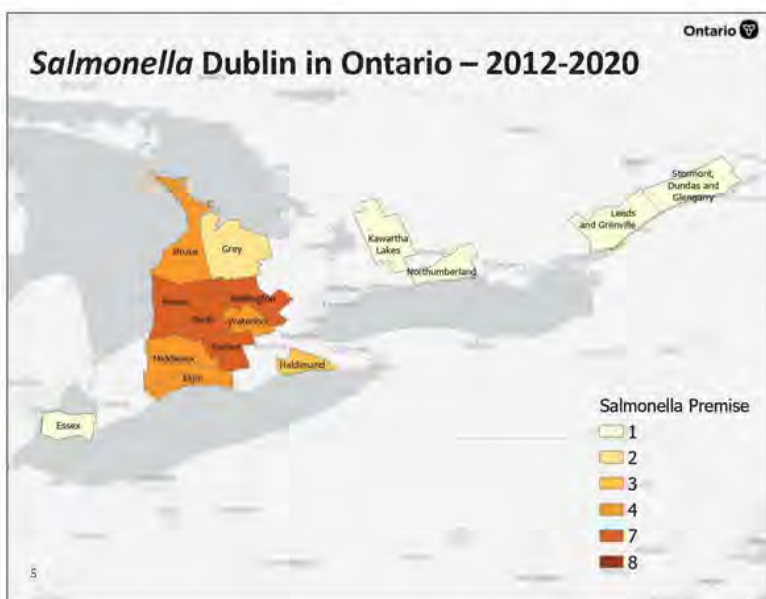 Ontario
Salmonella Dublin in Ontario – 2012-2020
Stormont,
Dundas and
Glengarry
Leeds
and Grenville
Kawartha
Lakes
Northumberland
Bruce
Grey
Huron
Wellington
Perth
Waterloo
Oxford
Middlesex
Elgin
Haldimand
Essex
Salmonella Premise
1
2
3
4
7
8
5